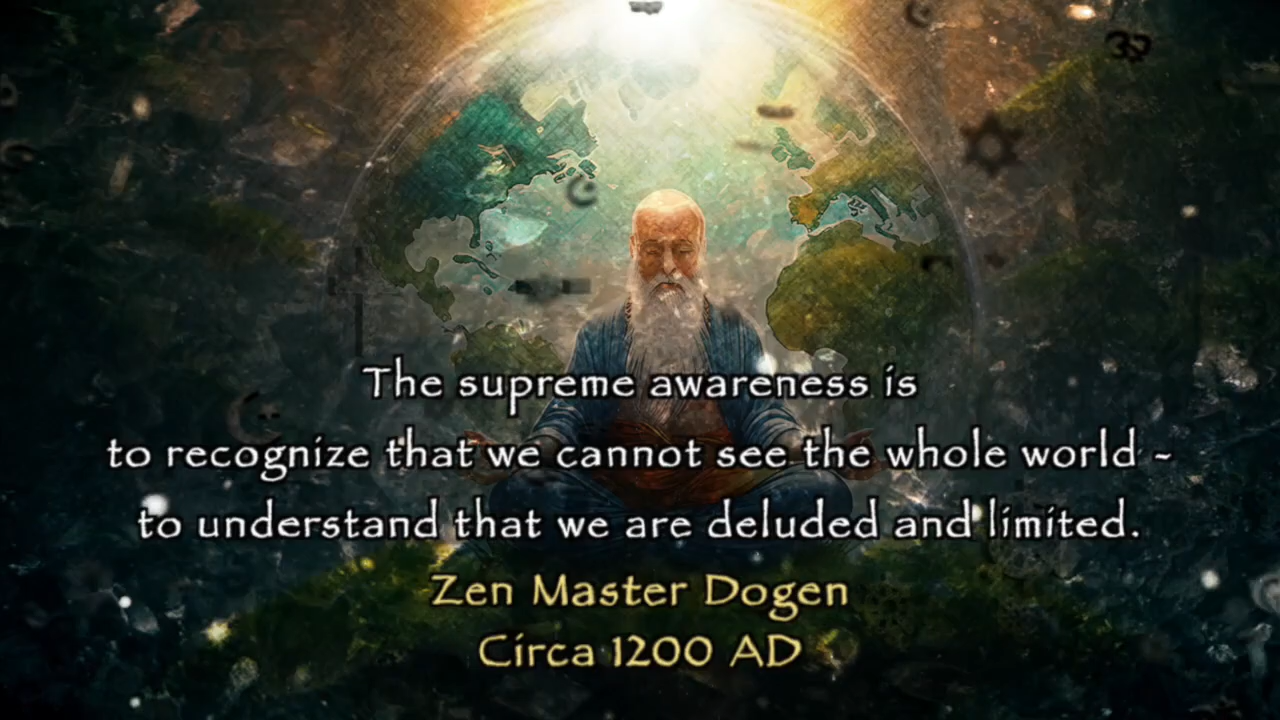 The supreme awareness is
to recognize that we cannot see the whole world -
to understand that we are deluded and limited.
Zen Master Dogen
Circa 1200 AD